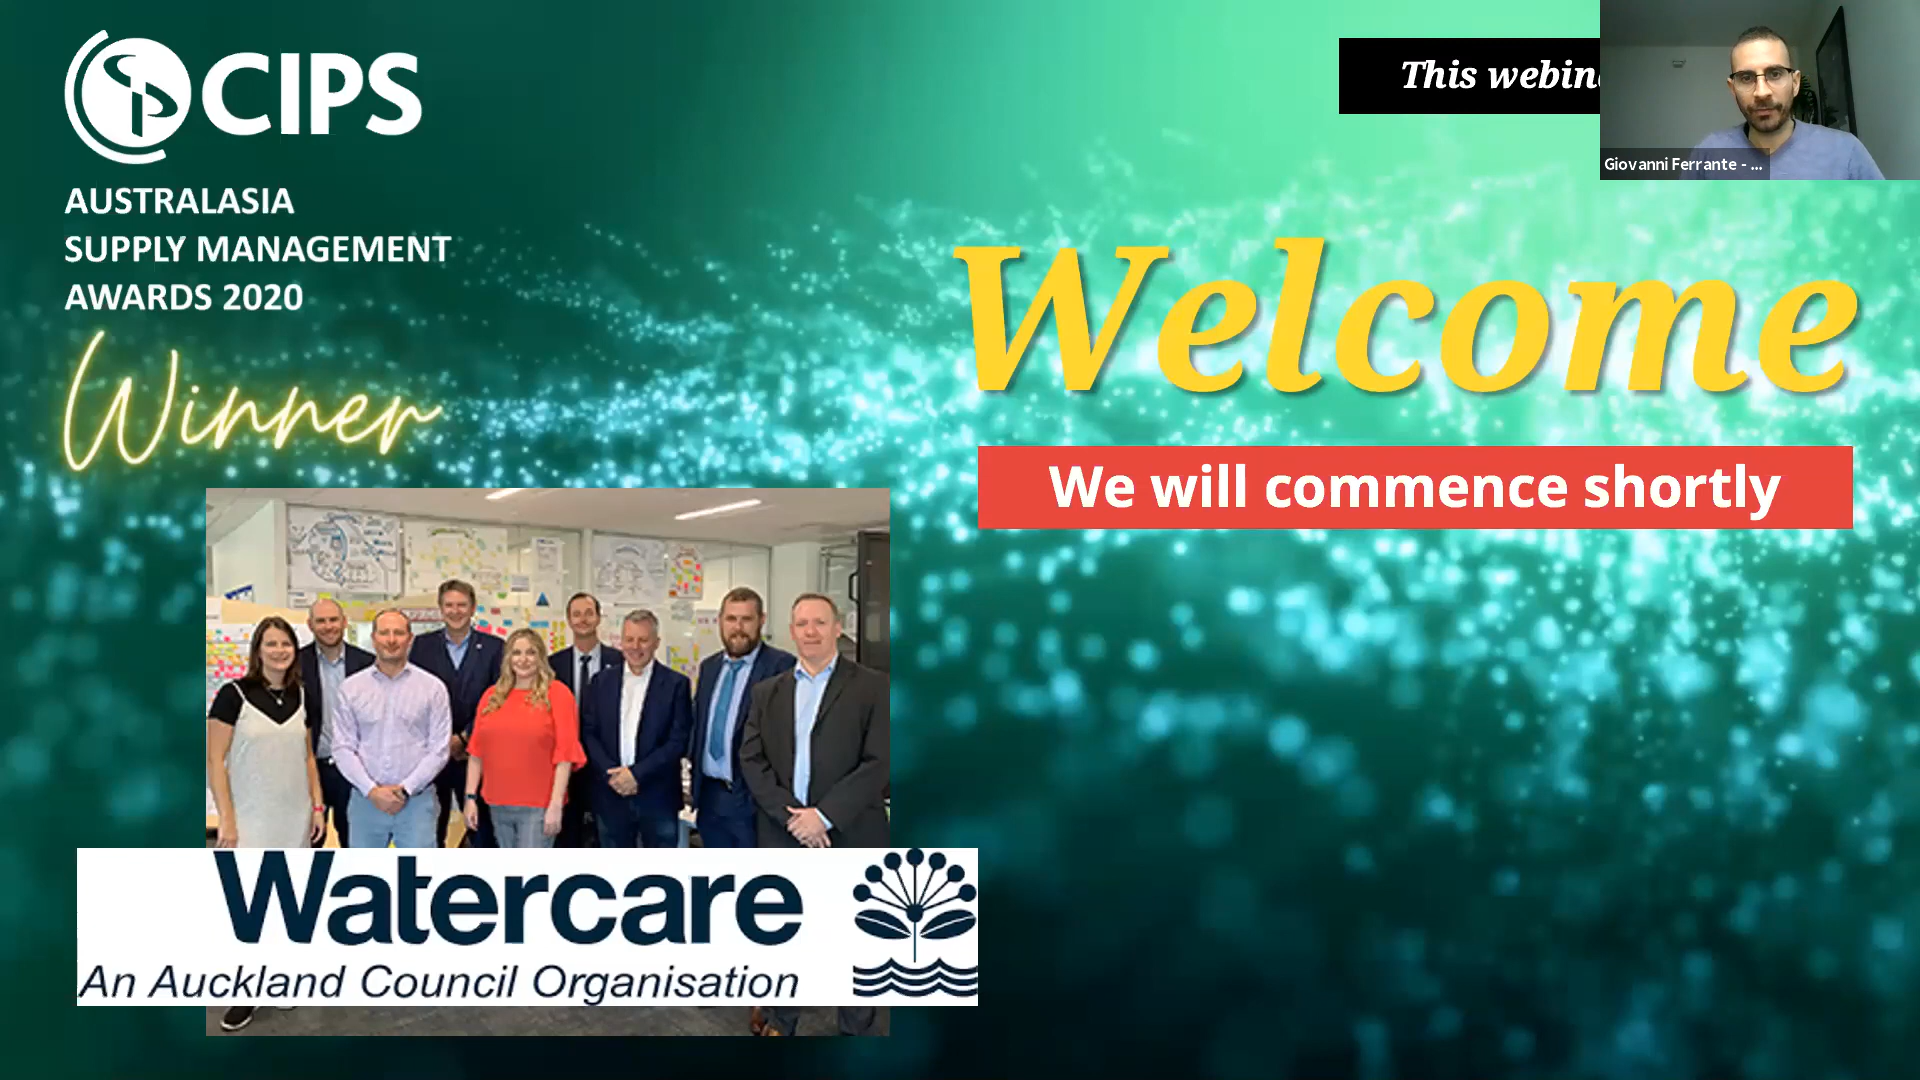 CIPS
AUSTRALASIA
SUPPLY MANAGEMENT
AWARDS 2020
Winner
This
Giovanni Ferrante - ...
Welcome
We will commence shortly
Watercare
An Auckland Council Organisation